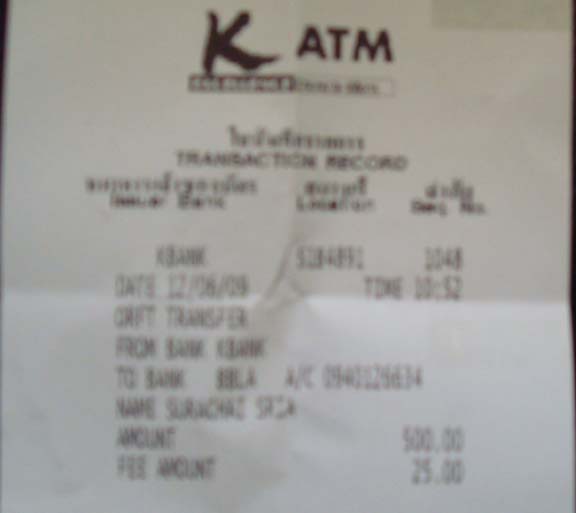 K ATM
TRANSACTION RECORD
Issuer Bank Location Seq. No.
KBANK 1048
DATE 12/06/09 TIME 10:52
ORFT TRANSFER
FROM BANK KBANK
TO BANK BBLA A/C 0940126634
NAME SURACHAI
AMOUNT 500.00
FEE AMOUNT 25.00